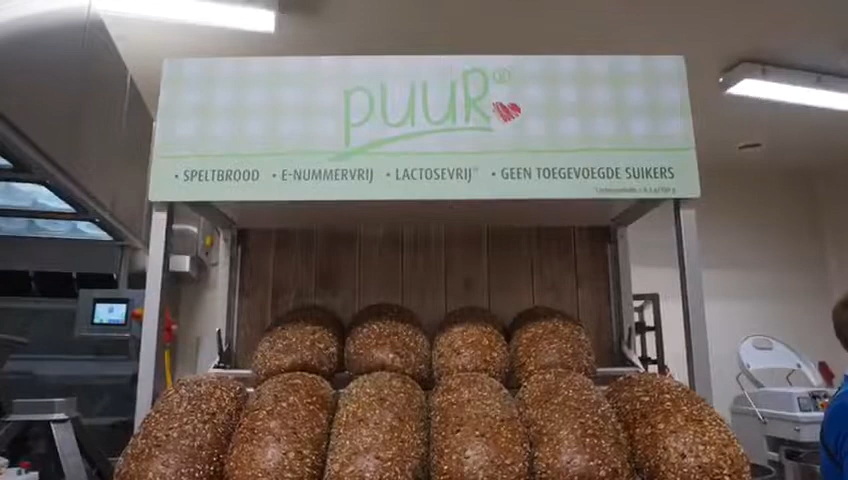 puur®
• SPELTBROOD • E-NUMMERVRIJ • LACTOSEVRIJ* • GEEN TOEGEVOEGDE SUIKERS